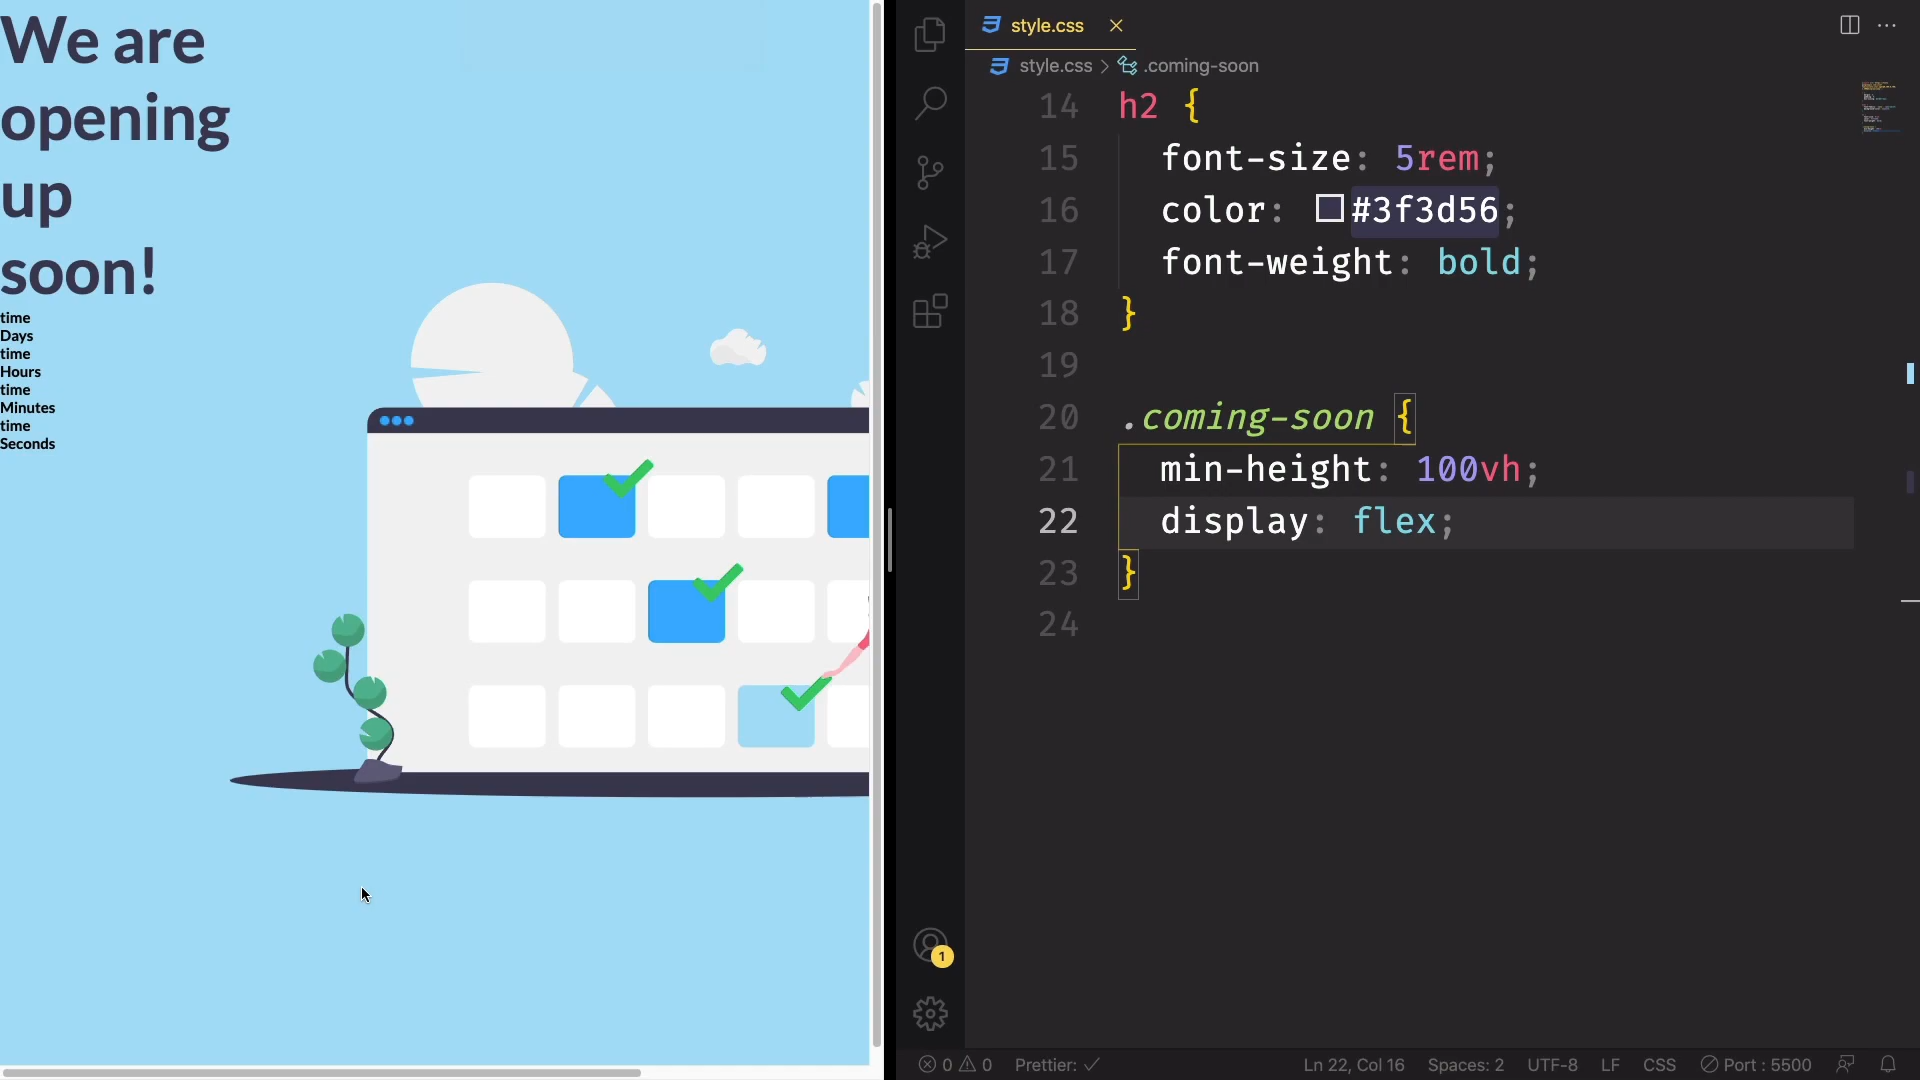 We are
opening
up
soon!
time
Days
time
Hours
time
Minutes
time
Seconds
style.css
style.css > .coming-soon
14 h2 {
15 font-size: 5rem;
16 color: #3f3d56;
17 font-weight: bold;
18 }
19
20 .coming-soon {
21 min-height: 100vh;
22 display: flex;
23 }
24
1
0 0 Prettier: ✓ Ln 22, Col 16 Spaces: 2 UTF-8 LF CSS Port : 5500